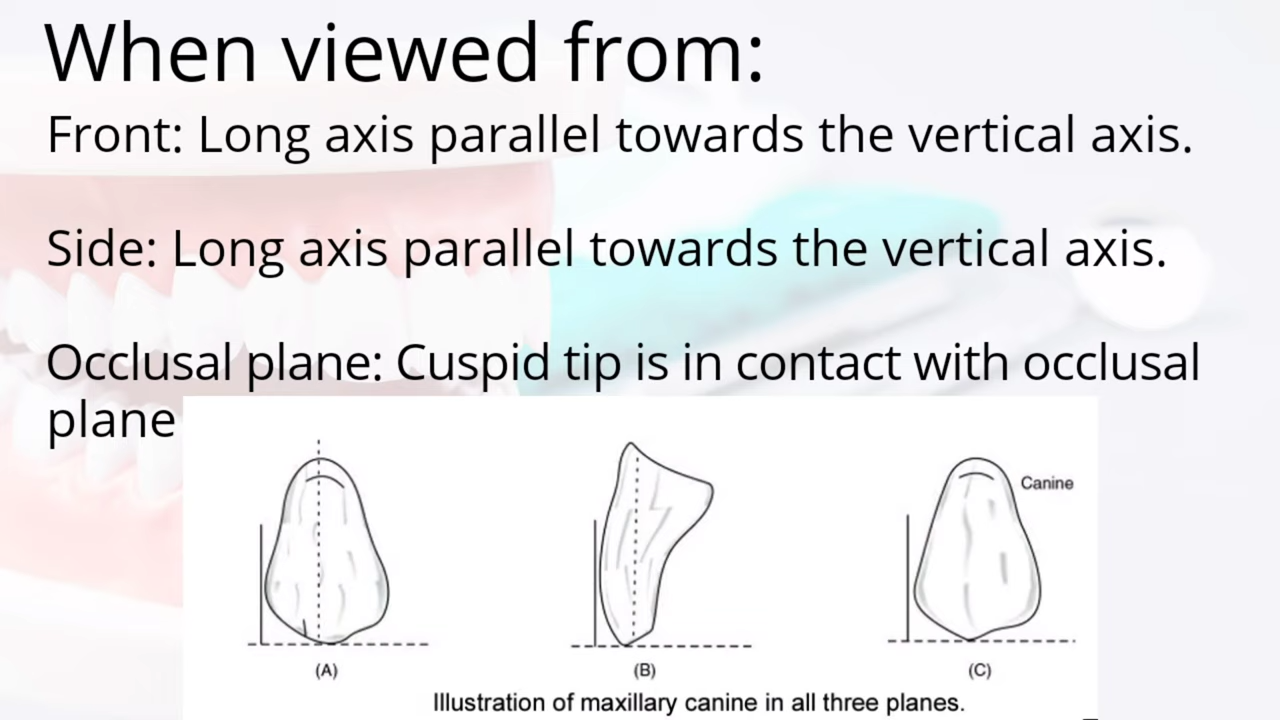 When viewed from:
Front: Long axis parallel towards the vertical axis.
Side: Long axis parallel towards the vertical axis.
Occlusal plane: Cuspid tip is in contact with occlusal
plane
Canine
(A)
(B)
(C)
Illustration of maxillary canine in all three planes.